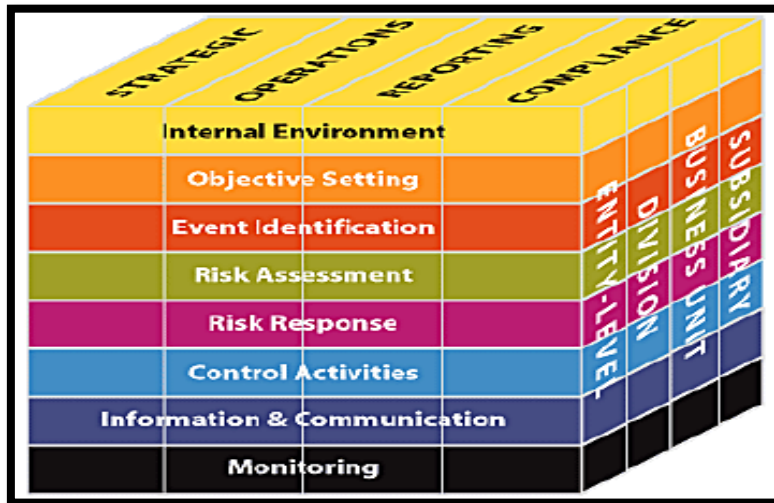 STRATEGIC
OPERATIONS
REPORTING
COMPLIANCE
Internal Environment
Objective Setting
Event Identification
Risk Assessment
Risk Response
Control Activities
Information & Communication
Monitoring
ENTITY-LEVEL
DIVISION
BUSINESS UNIT
SUBSIDIARY